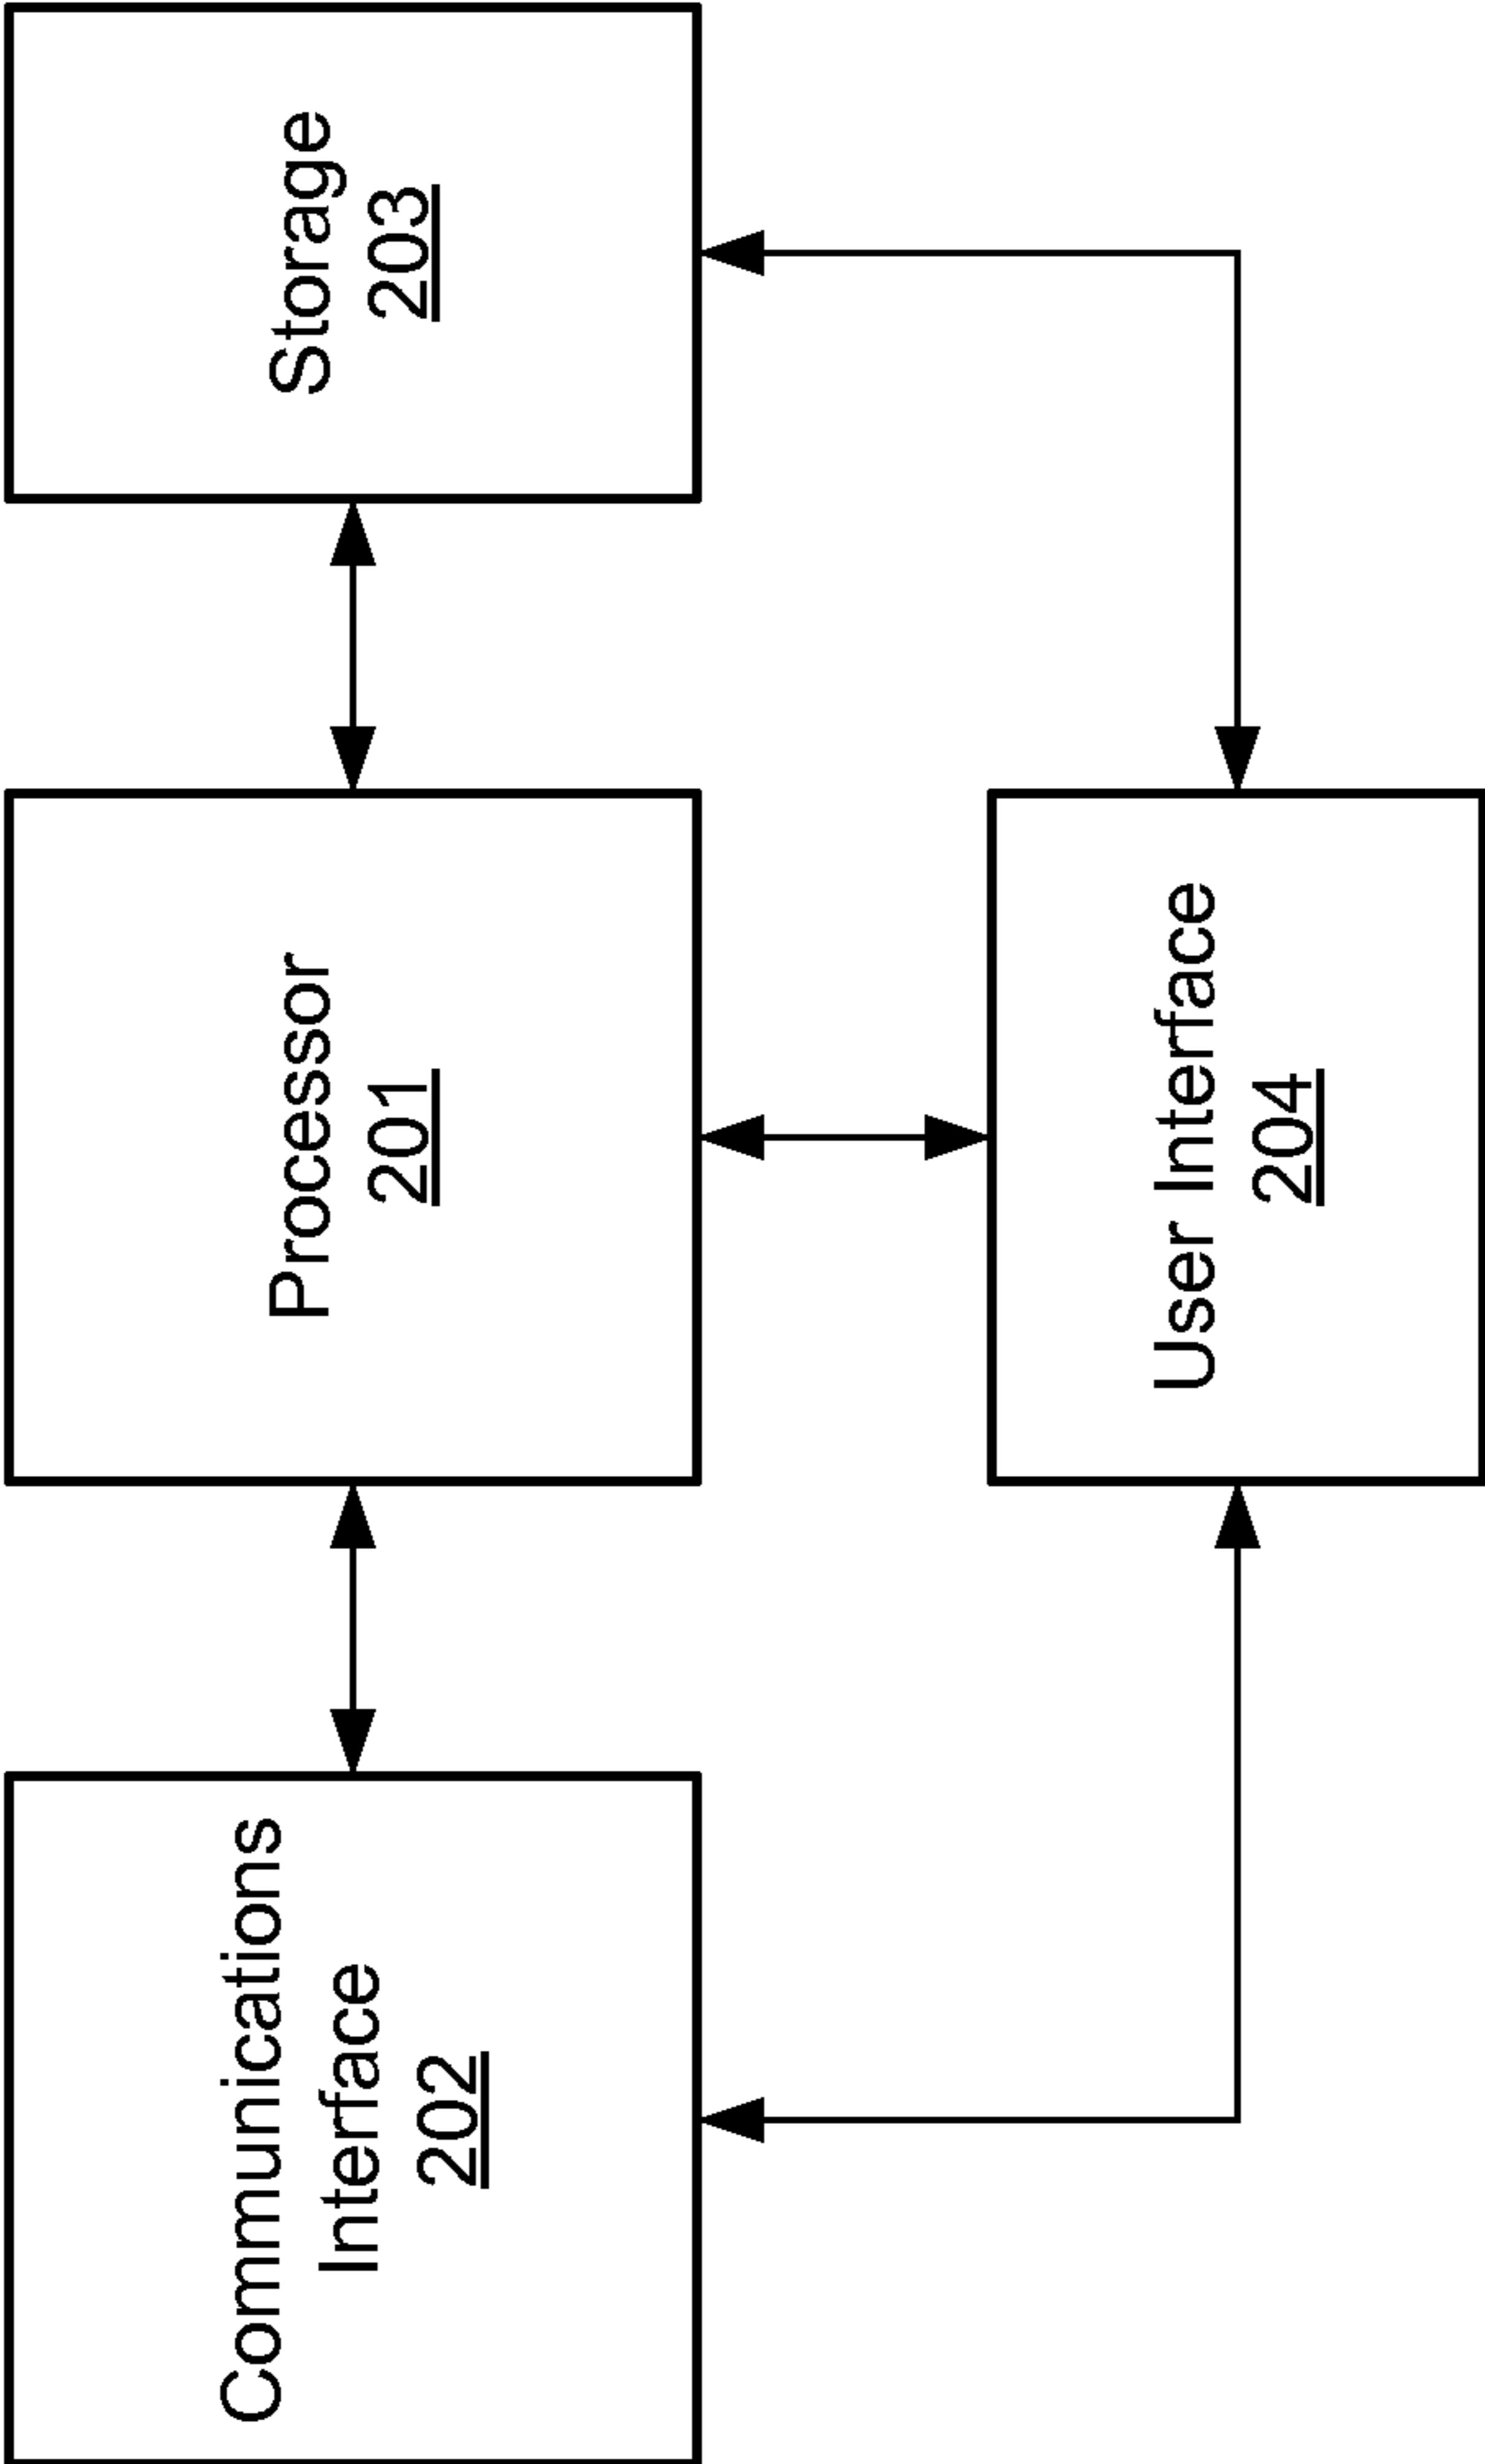 Communications
Interface
202
Processor
201
Storage
203
User Interface
204